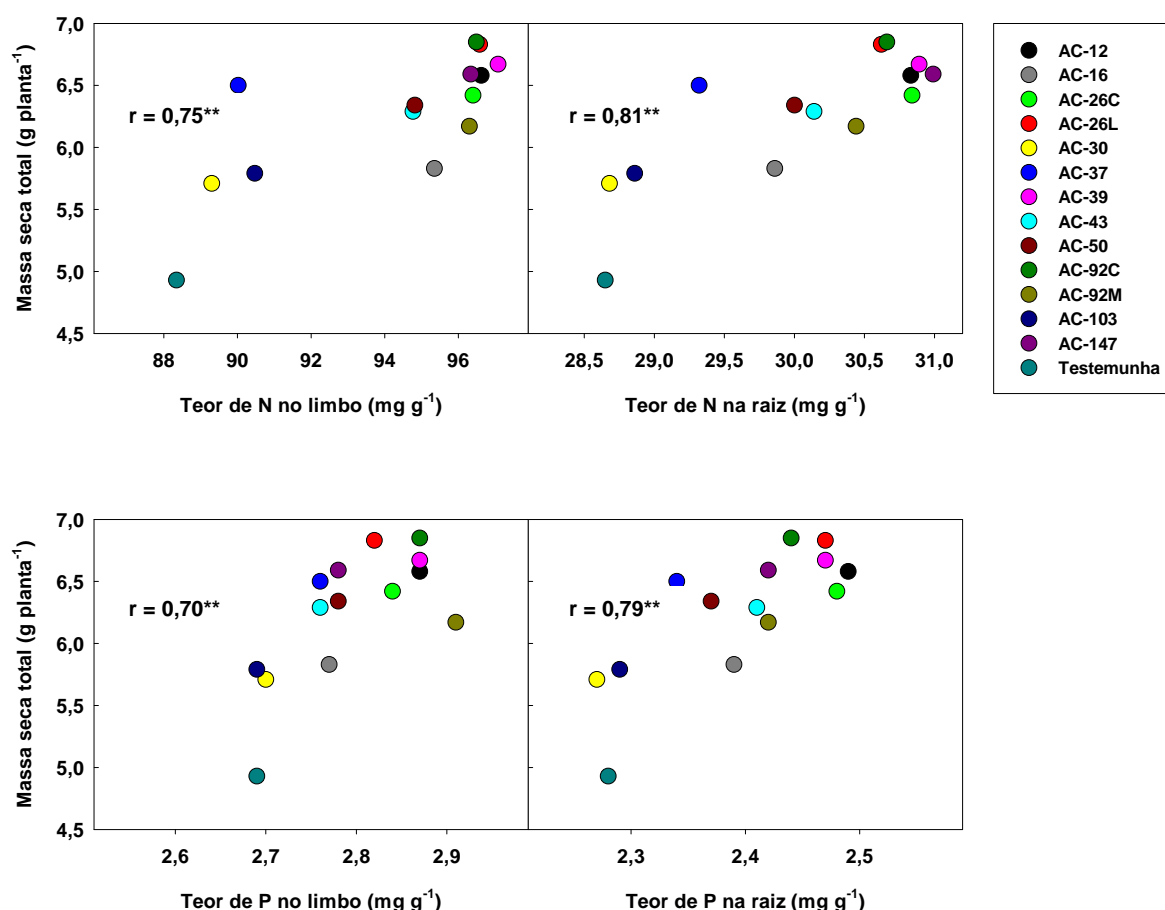 7,0
6,5
6,0
5,5
5,0
4,5
Massa seca total (g planta⁻¹)
r = 0,75**
88 90 92 94 96
Teor de N no limbo (mg g⁻¹)
r = 0,81**
28,5 29,0 29,5 30,0 30,5 31,0
Teor de N na raiz (mg g⁻¹)
AC-12
AC-16
AC-26C
AC-26L
AC-30
AC-37
AC-39
AC-43
AC-50
AC-92C
AC-92M
AC-103
AC-147
Testemunha
7,0
6,5
6,0
5,5
5,0
4,5
Massa seca total (g planta⁻¹)
r = 0,70**
2,6 2,7 2,8 2,9
Teor de P no limbo (mg g⁻¹)
r = 0,79**
2,3 2,4 2,5
Teor de P na raiz (mg g⁻¹)